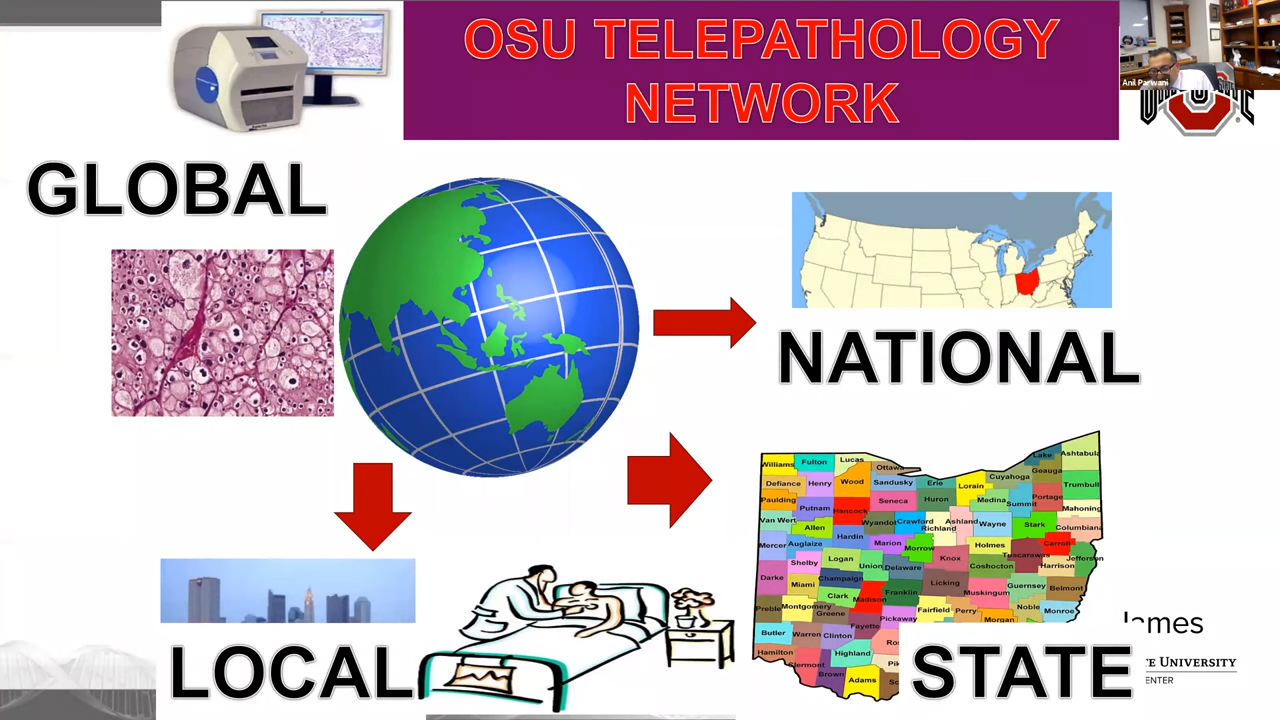 OSU TELEPATHOLOGY
NETWORK
Anil Parwani
GLOBAL
NATIONAL
Williams Fulton Lucas Ottawa Lake Ashtabula
Geauga
Defiance Henry Wood Sandusky Erie Lorain Cuyahoga Trumbull
Paulding Putnam Hancock Seneca Huron Medina Summit Portage Mahoning
Van Wert Allen Wyandot Crawford Richland Ashland Wayne Stark Columbiana
Mercer Auglaize Hardin Marion Morrow Knox Holmes Tuscarawas Carroll Jefferson
Shelby Logan Union Delaware Coshocton Harrison
Darke Miami Champaign Licking Muskingum Guernsey Belmont
Clark Madison Franklin Fairfield Perry Noble Monroe
Preble Montgomery Greene Pickaway Morgan
Fayette
Butler Warren Clinton Ro
Hamilton Clermont Highland Pik
Brown Adams Sc
James
TE UNIVERSITY
ENTER
LOCAL
STATE